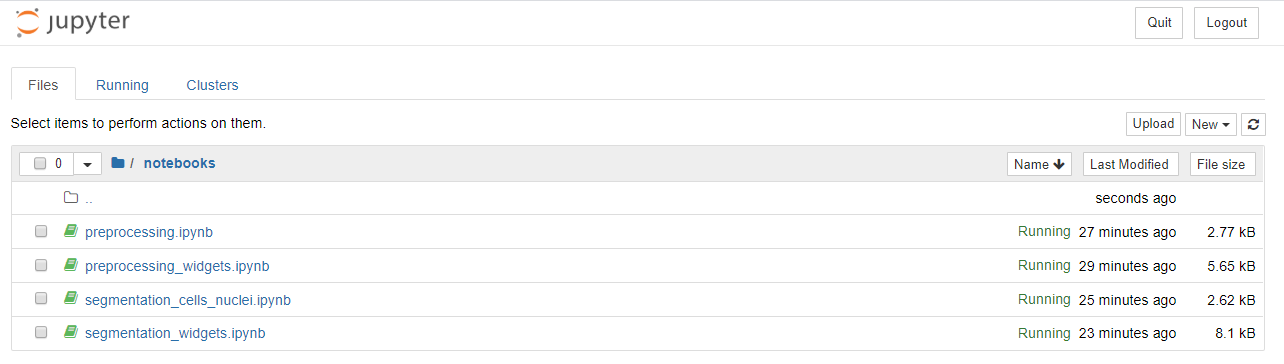 jupyter Quit Logout
Files Running Clusters
Select items to perform actions on them. Upload New
0 / notebooks Name Last Modified File size
.. seconds ago
preprocessing.ipynb Running 27 minutes ago 2.77 kB
preprocessing_widgets.ipynb Running 29 minutes ago 5.65 kB
segmentation_cells_nuclei.ipynb Running 25 minutes ago 2.62 kB
segmentation_widgets.ipynb Running 23 minutes ago 8.1 kB